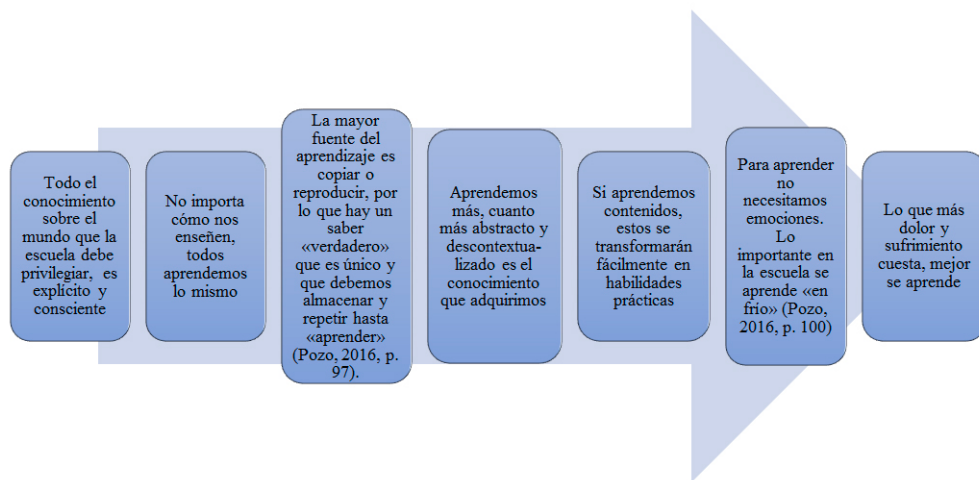 Todo el
conocimiento
sobre el
mundo que la
escuela debe
privilegiar, es
explícito y
consciente
No importa
cómo nos
enseñen,
todos
aprendemos
lo mismo
La mayor
fuente del
aprendizaje es
copiar o
reproducir, por
lo que hay un
saber
«verdadero»
que es único y
que debemos
almacenar y
repetir hasta
«aprender»
(Pozo, 2016, p.
97).
Aprendemos
más, cuanto
más abstracto y
descontextua-
lizado es el
conocimiento
que adquirimos
Si aprendemos
contenidos,
estos se
transformarán
fácilmente en
habilidades
prácticas
Para aprender
no
necesitamos
emociones.
Lo
importante en
la escuela se
aprende «en
frío» (Pozo,
2016, p. 100)
Lo que más
dolor y
sufrimiento
cuesta, mejor
se aprende